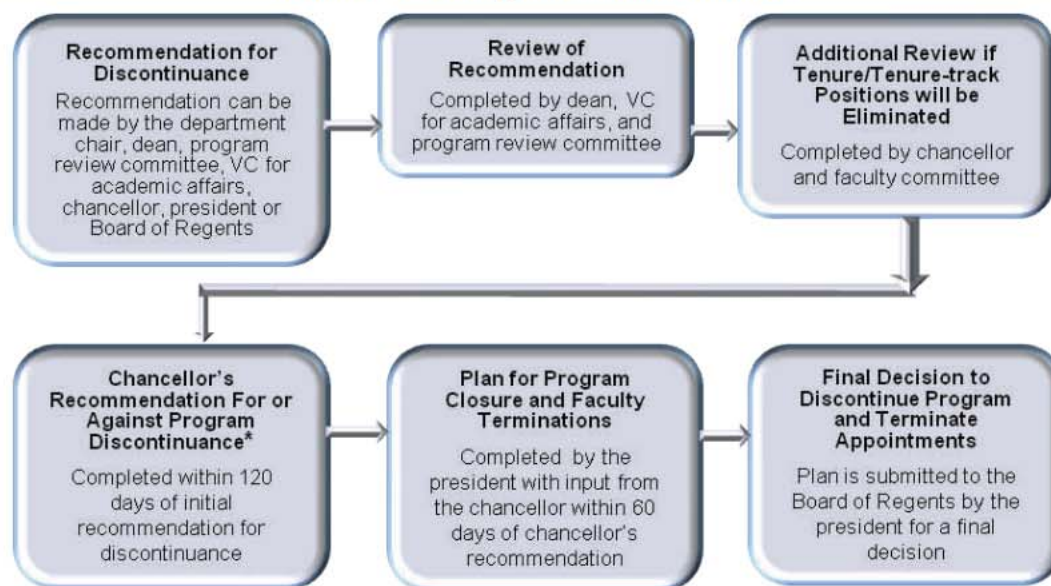 Recommendation for
Discontinuance
Recommendation can be
made by the department
chair, dean, program
review committee, VC for
academic affairs,
chancellor, president or
Board of Regents
Review of
Recommendation
Completed by dean, VC
for academic affairs, and
program review committee
Additional Review if
Tenure/Tenure-track
Positions will be
Eliminated
Completed by chancellor
and faculty committee
Chancellor's
Recommendation For or
Against Program
Discontinuance*
Completed within 120
days of initial
recommendation for
discontinuance
Plan for Program
Closure and Faculty
Terminations
Completed by the
president with input from
the chancellor within 60
days of chancellor's
recommendation
Final Decision to
Discontinue Program
and Terminate
Appointments
Plan is submitted to the
Board of Regents by the
president for a final
decision